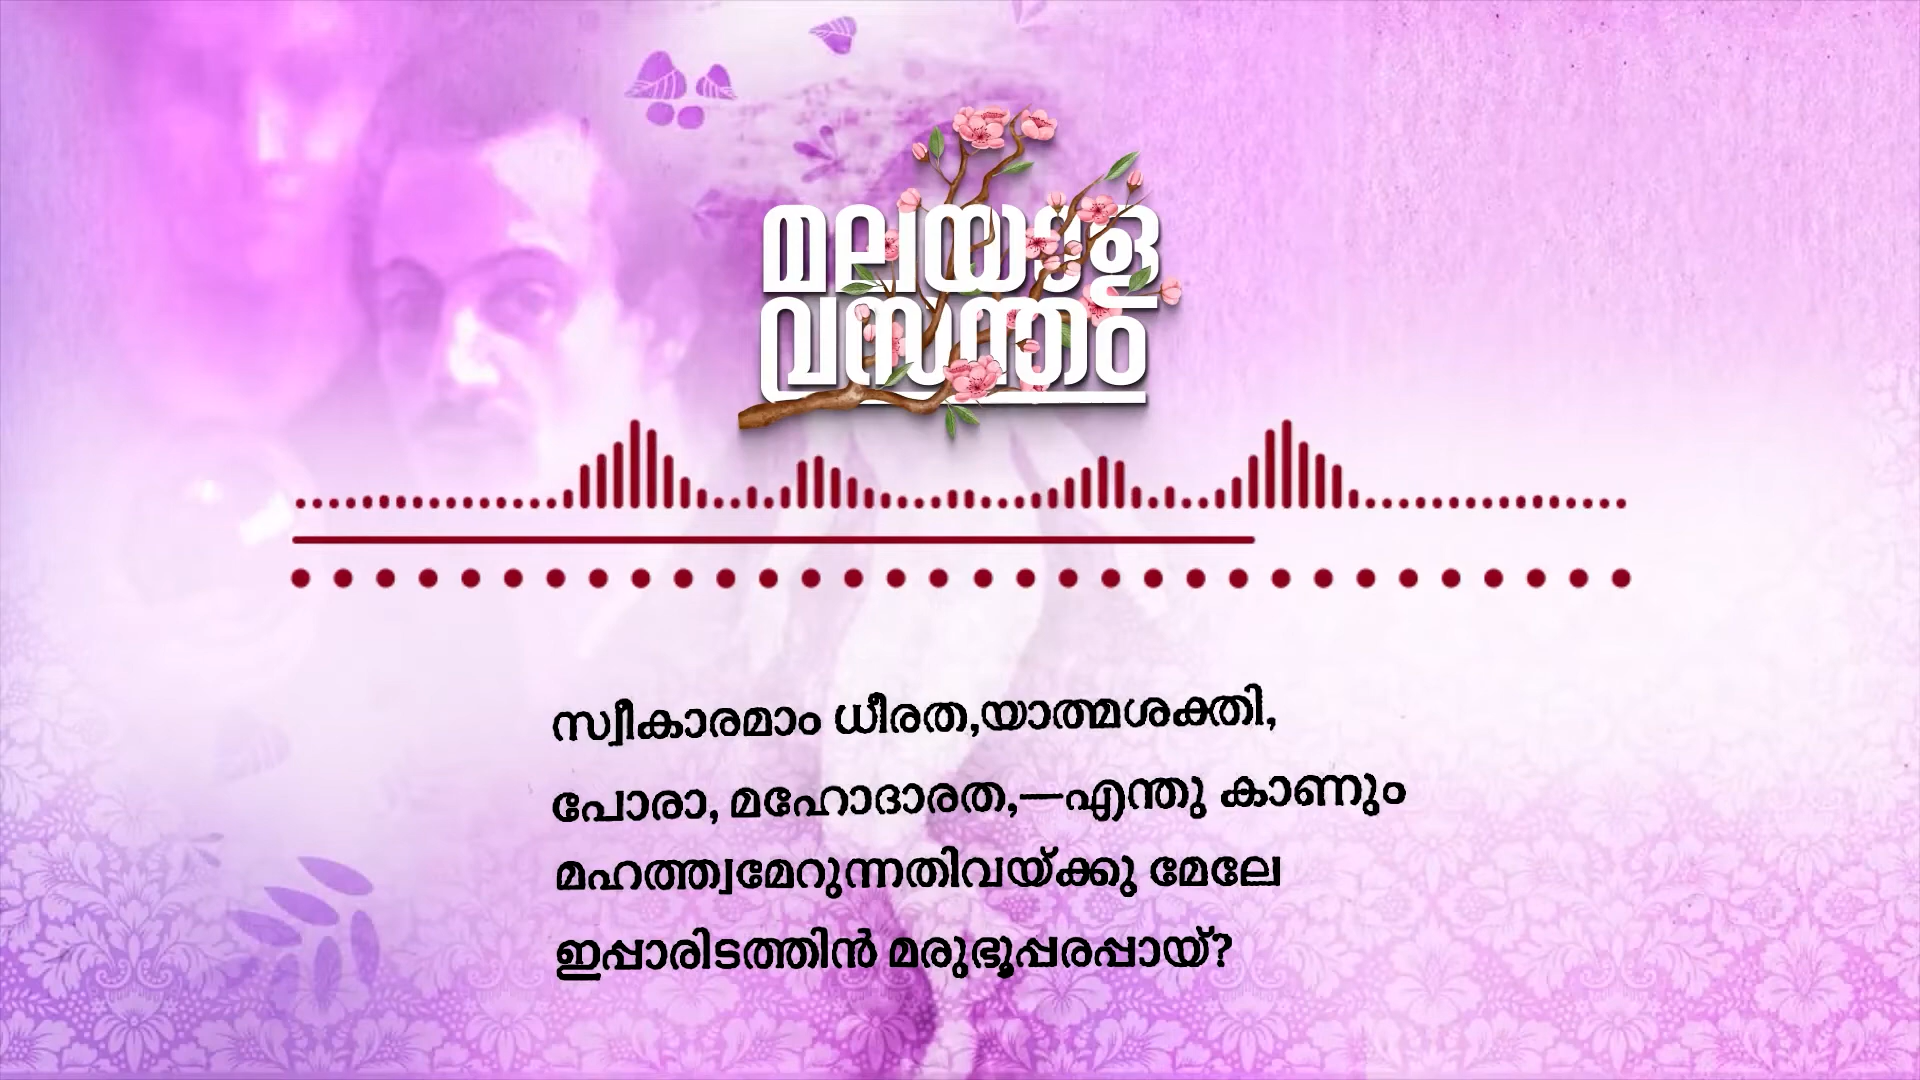 മലയാള
വസന്തം
സ്വീകാരമാം ധീരത,യാത്മശക്തി,
പോരാ, മഹോദാരത,—എന്തു കാണും
മഹത്ത്വമേറുന്നതിവയ്ക്കു മേലേ
ഇപ്പാരിടത്തിൻ മരുഭൂപ്പരപ്പായ്?